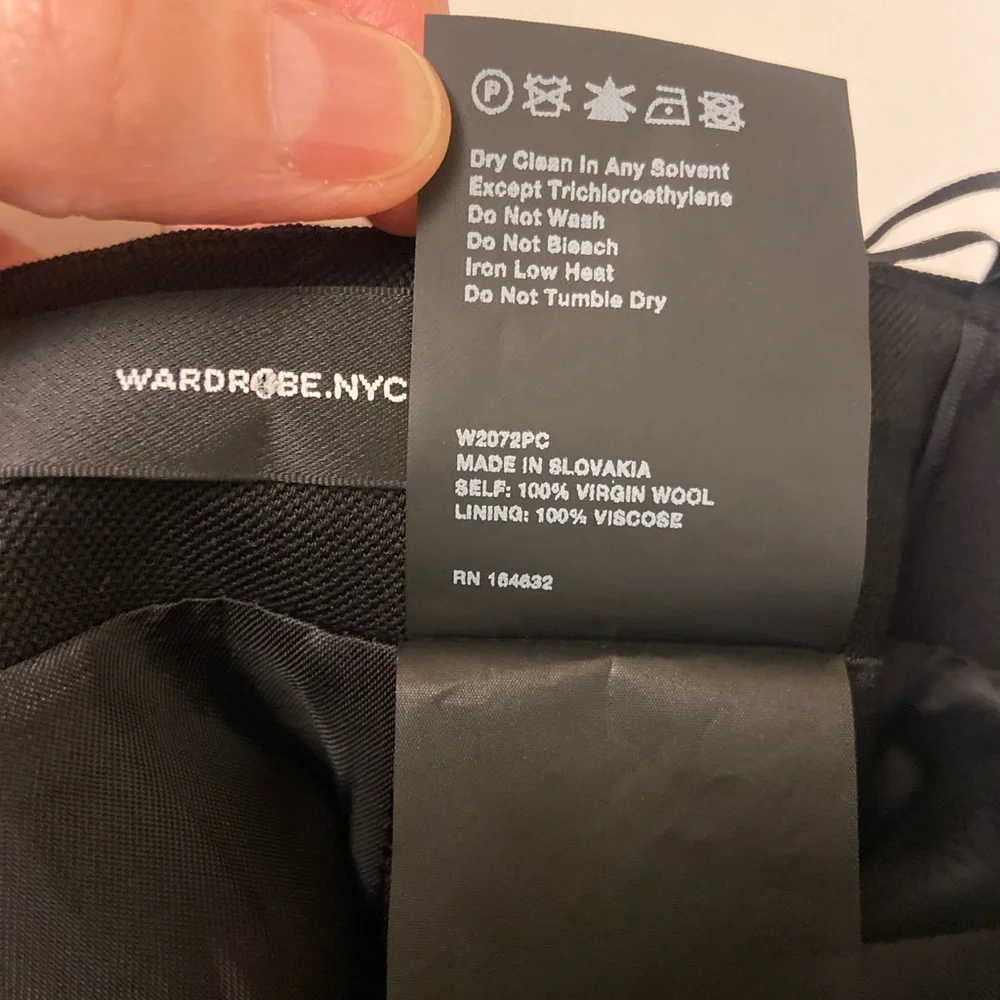 P
Dry Clean In Any Solvent
Except Trichloroethylene
Do Not Wash
Do Not Bleach
Iron Low Heat
Do Not Tumble Dry
WARDROBE.NYC
W2072PC
MADE IN SLOVAKIA
SELF: 100% VIRGIN WOOL
LINING: 100% VISCOSE
RN 164632